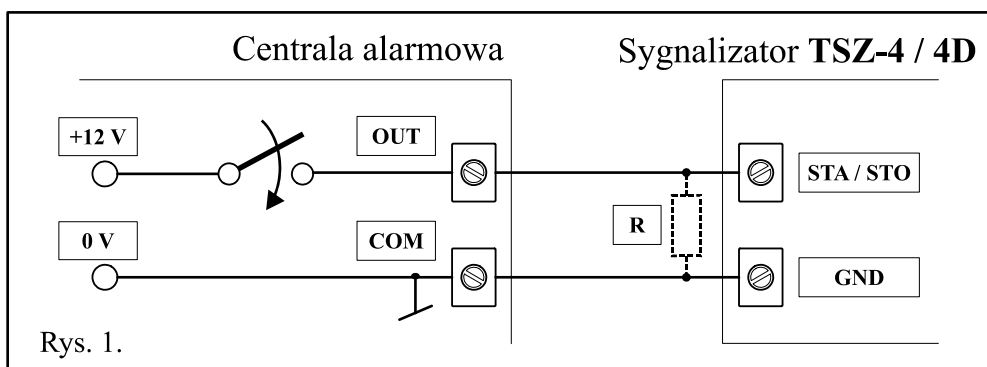 Centrala alarmowa
Sygnalizator TSZ-4 / 4D
+12 V
OUT
STA / STO
0 V
COM
R
GND
Rys. 1.